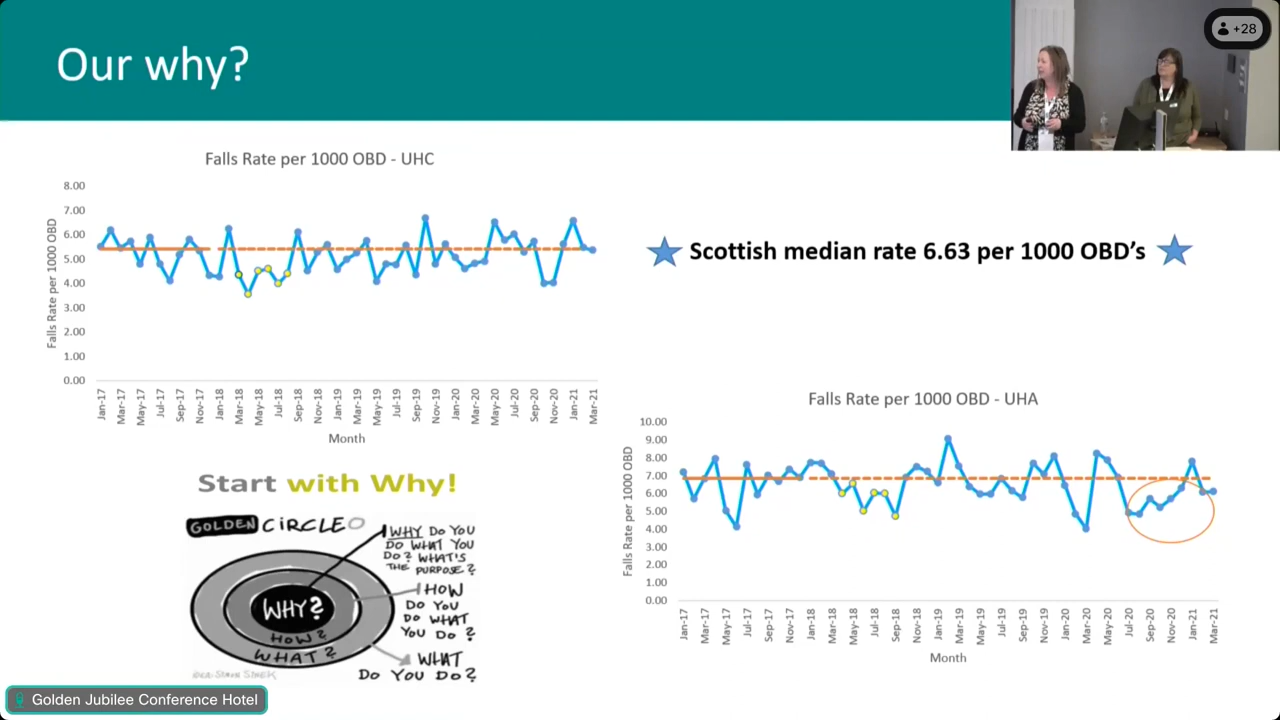 Our why?
+28
Falls Rate per 1000 OBD - UHC
Falls Rate per 1000 OBD
8.00
7.00
6.00
5.00
4.00
3.00
2.00
1.00
0.00
Jan-17
Mar-17
May-17
Jul-17
Sep-17
Nov-17
Jan-18
Mar-18
May-18
Jul-18
Sep-18
Nov-18
Jan-19
Mar-19
May-19
Jul-19
Sep-19
Nov-19
Jan-20
Mar-20
May-20
Jul-20
Sep-20
Nov-20
Jan-21
Mar-21
Month
Scottish median rate 6.63 per 1000 OBD's
Falls Rate per 1000 OBD - UHA
Falls Rate per 1000 OBD
10.00
9.00
8.00
7.00
6.00
5.00
4.00
3.00
2.00
1.00
0.00
Jan-17
Mar-17
May-17
Jul-17
Sep-17
Nov-17
Jan-18
Mar-18
May-18
Jul-18
Sep-18
Nov-18
Jan-19
Mar-19
May-19
Jul-19
Sep-19
Nov-19
Jan-20
Mar-20
May-20
Jul-20
Sep-20
Nov-20
Jan-21
Mar-21
Month
Start with Why!
GOLDEN CIRCLE
WHY DO YOU
DO WHAT YOU
DO? WHAT'S
THE PURPOSE?
HOW
DO YOU
DO WHAT
YOU DO?
WHAT
DO YOU DO?
WHY?
HOW?
WHAT?
Golden Jubilee Conference Hotel